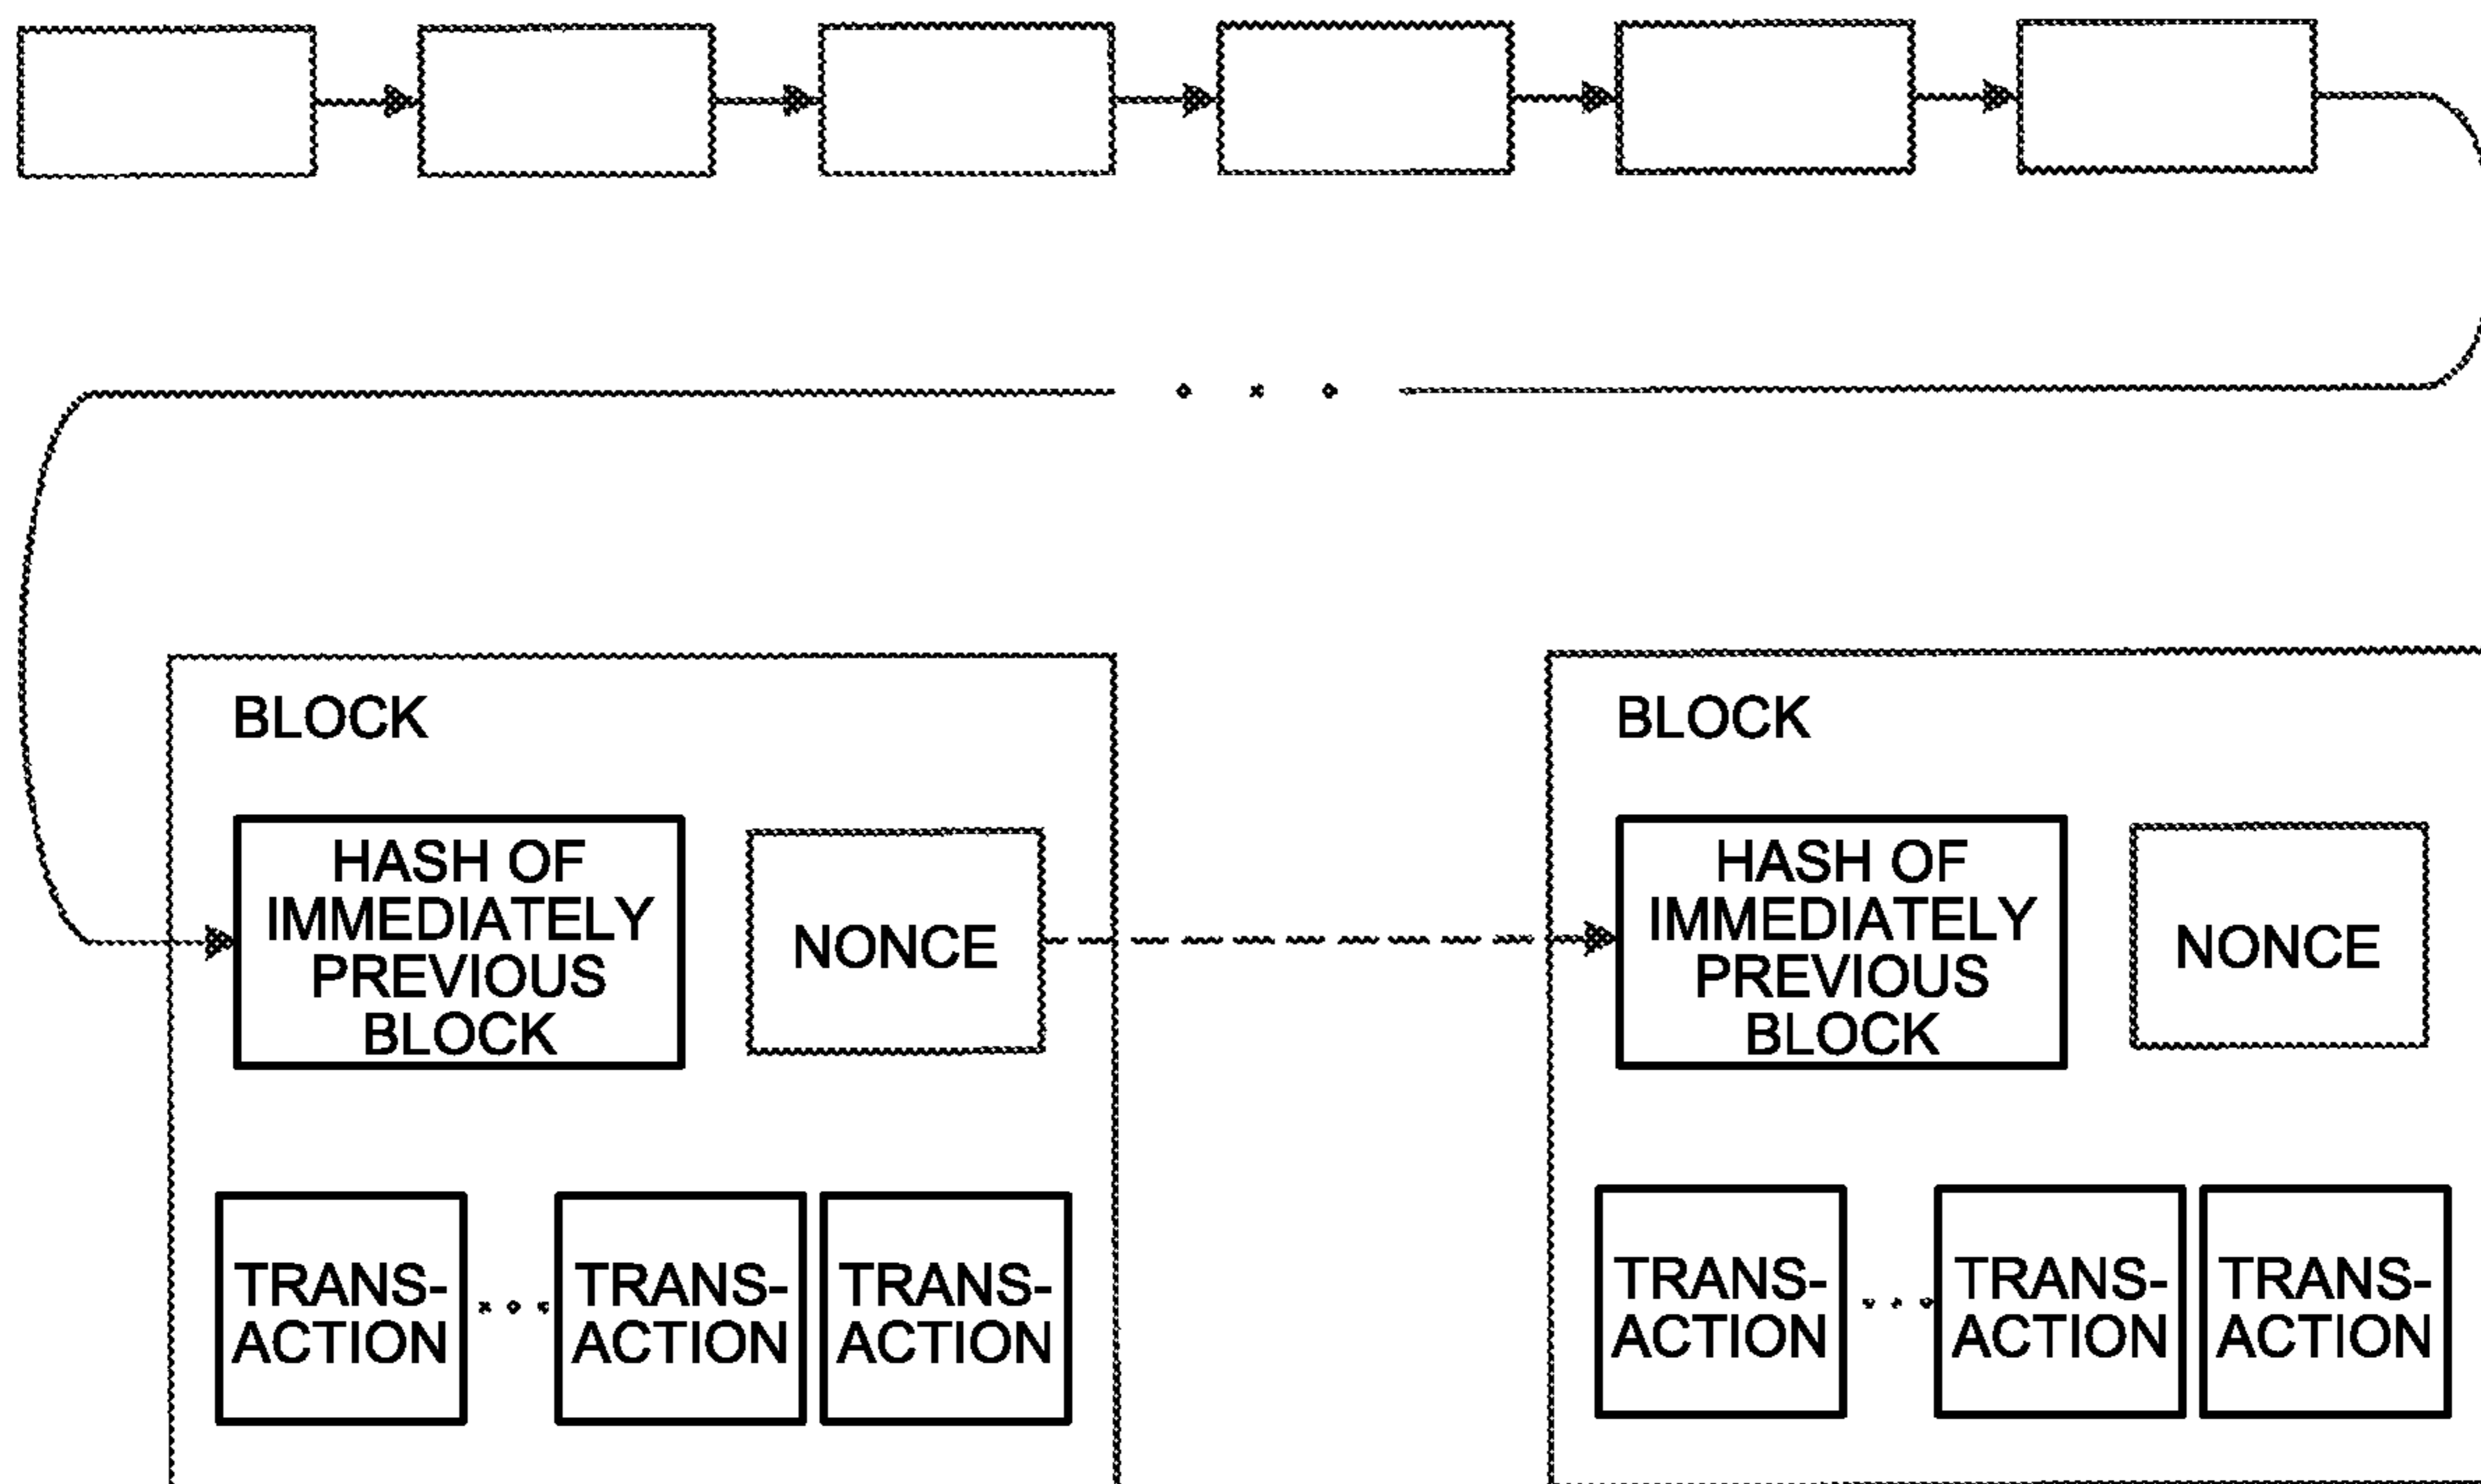 BLOCK
HASH OF
IMMEDIATELY
PREVIOUS
BLOCK
NONCE
TRANS-
ACTION
TRANS-
ACTION
TRANS-
ACTION
BLOCK
HASH OF
IMMEDIATELY
PREVIOUS
BLOCK
NONCE
TRANS-
ACTION
TRANS-
ACTION
TRANS-
ACTION